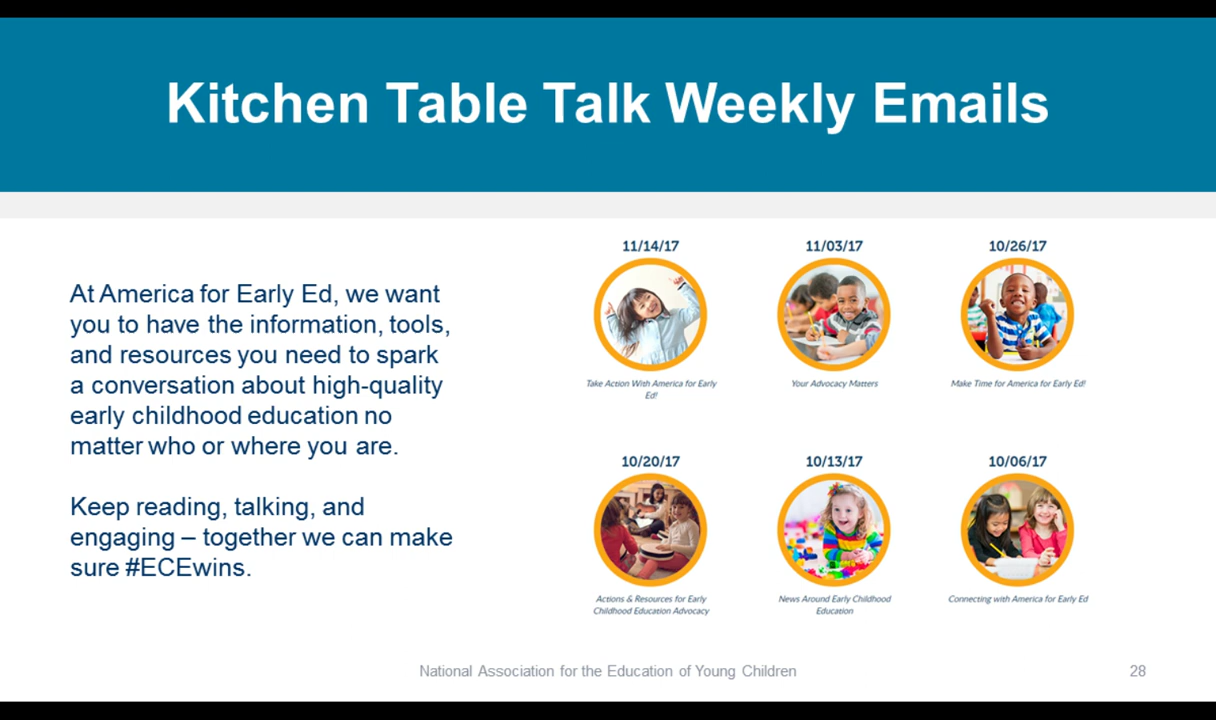 Kitchen Table Talk Weekly Emails
At America for Early Ed, we want
you to have the information, tools,
and resources you need to spark
a conversation about high-quality
early childhood education no
matter who or where you are.
Keep reading, talking, and
engaging – together we can make
sure #ECEwins.
11/14/17
Take Action With America for Early
Ed!
11/03/17
Your Advocacy Matters
10/26/17
Make Time for America for Early Ed!
10/20/17
Actions & Resources for Early
Childhood Education Advocacy
10/13/17
News Around Early Childhood
Education
10/06/17
Connecting with America for Early Ed
National Association for the Education of Young Children
28